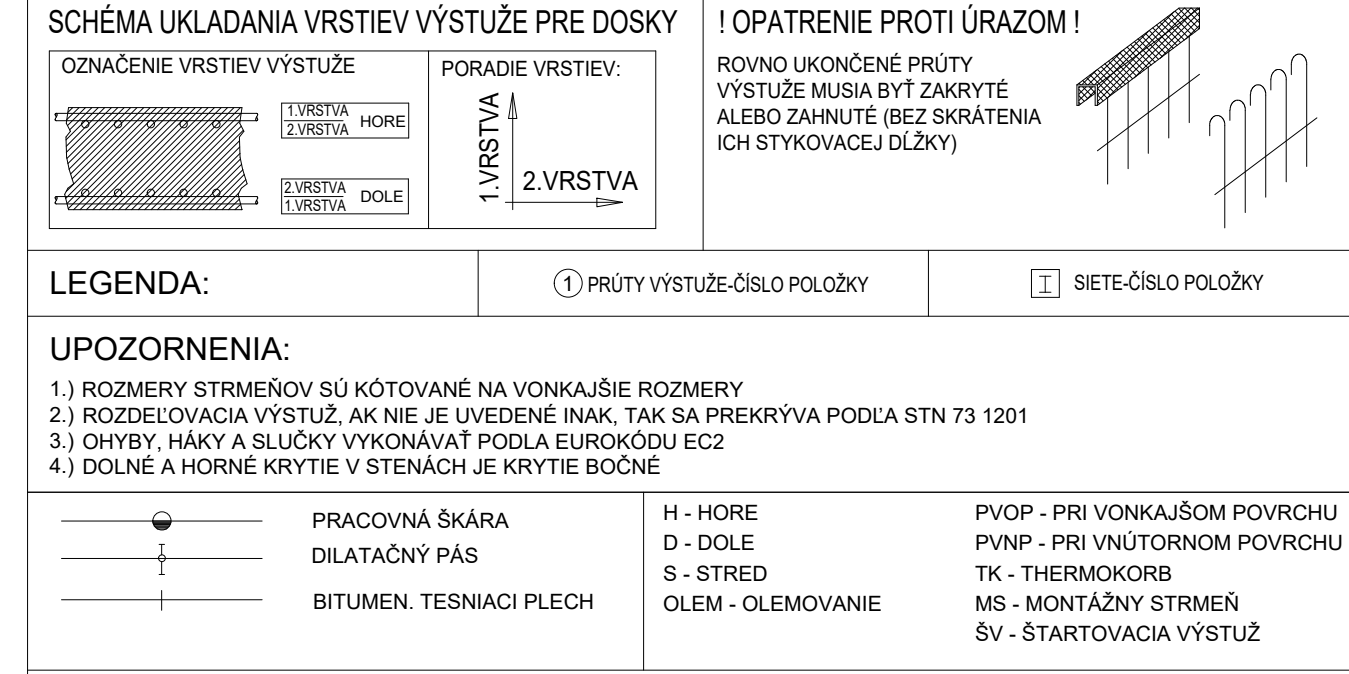 SCHÉMA UKLADANIA VRSTIEV VÝSTUŽE PRE DOSKY
OZNAČENIE VRSTIEV VÝSTUŽE
1.VRSTVA
2.VRSTVA
HORE
2.VRSTVA
1.VRSTVA
DOLE
PORADIE VRSTIEV:
1.VRSTVA
2.VRSTVA
! OPATRENIE PROTI ÚRAZOM !
ROVNO UKONČENÉ PRÚTY
VÝSTUŽE MUSIA BYŤ ZAKRYTÉ
ALEBO ZAHNUTÉ (BEZ SKRÁTENIA
ICH STYKOVACEJ DĹŽKY)
LEGENDA:
1 PRÚTY VÝSTUŽE-ČÍSLO POLOŽKY
I SIETE-ČÍSLO POLOŽKY
UPOZORNENIA:
1.) ROZMERY STRMEŇOV SÚ KÓTOVANÉ NA VONKAJŠIE ROZMERY
2.) ROZDEĽOVACIA VÝSTUŽ, AK NIE JE UVEDENÉ INAK, TAK SA PREKRÝVA PODĽA STN 73 1201
3.) OHYBY, HÁKY A SLUČKY VYKONÁVAŤ PODLA EUROKÓDU EC2
4.) DOLNÉ A HORNÉ KRYTIE V STENÁCH JE KRYTIE BOČNÉ
PRACOVNÁ ŠKÁRA
DILATAČNÝ PÁS
BITUMEN. TESNIACI PLECH
H - HORE
D - DOLE
S - STRED
OLEM - OLEMOVANIE
PVOP - PRI VONKAJŠOM POVRCHU
PVNP - PRI VNÚTORNOM POVRCHU
TK - THERMOKORB
MS - MONTÁŽNY STRMEŇ
ŠV - ŠTARTOVACIA VÝSTUŽ